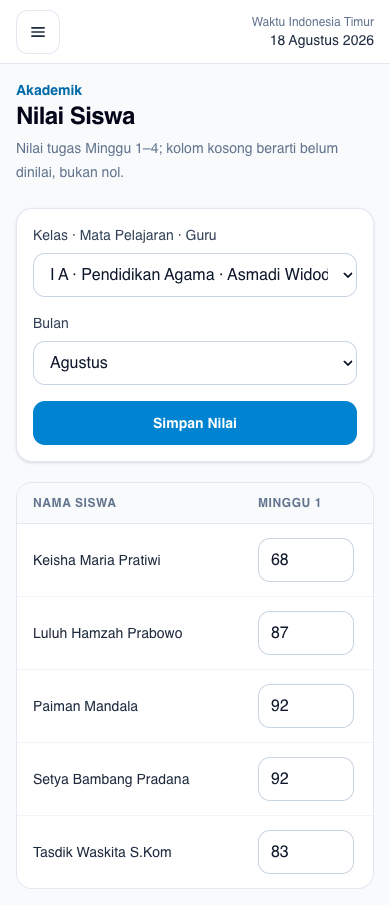 Waktu Indonesia Timur
18 Agustus 2026
Akademik
Nilai Siswa
Nilai tugas Minggu 1–4; kolom kosong berarti belum
dinilai, bukan nol.
Kelas · Mata Pelajaran · Guru
I A · Pendidikan Agama · Asmadi Widod
Bulan
Agustus
Simpan Nilai
NAMA SISWA MINGGU 1
Keisha Maria Pratiwi 68
Luluh Hamzah Prabowo 87
Paiman Mandala 92
Setya Bambang Pradana 92
Tasdik Waskita S.Kom 83